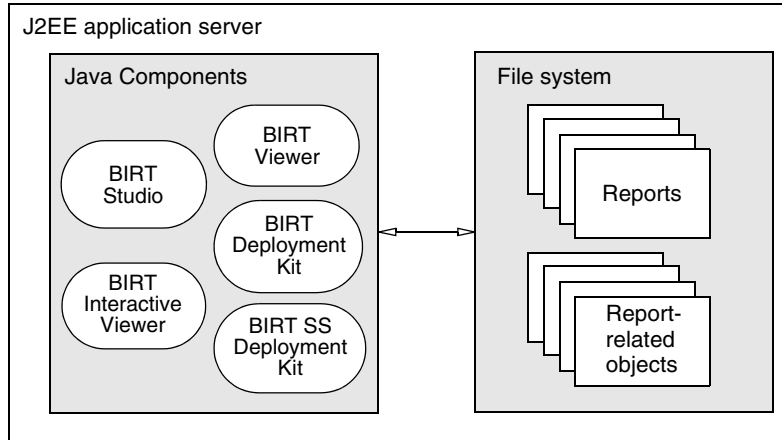 J2EE application server
Java Components
BIRT
Studio
BIRT
Viewer
BIRT
Deployment
Kit
BIRT
Interactive
Viewer
BIRT SS
Deployment
Kit
File system
Reports
Report-
related
objects